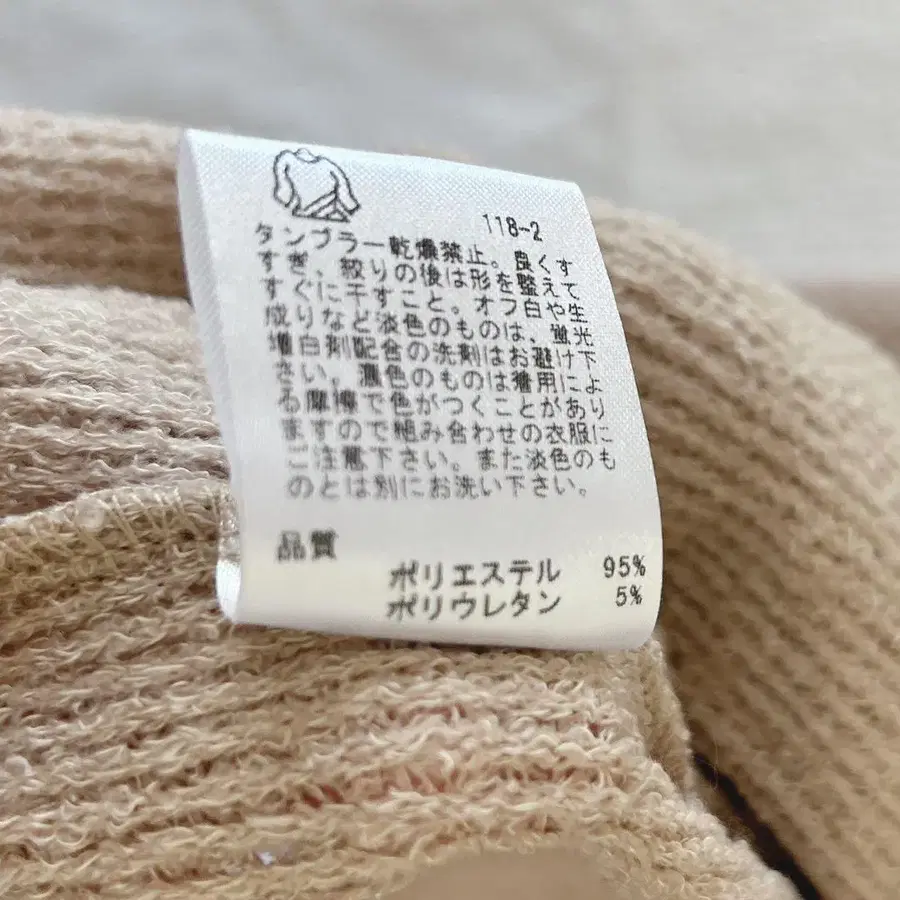 118-2
タンブラー乾燥禁止。良くす
すぎ、絞りの後は形を整えて
すぐに干すこと。オフ白や生
成りなど淡色のものは、蛍光
増白剤配合の洗剤はお避け下
さい。濃色のものは着用によ
る摩擦で色がつくことがあり
ますので組み合わせの衣服に
ご注意下さい。また淡色のも
のとは別にお洗い下さい。
品質
ポリエステル 95%
ポリウレタン 5%